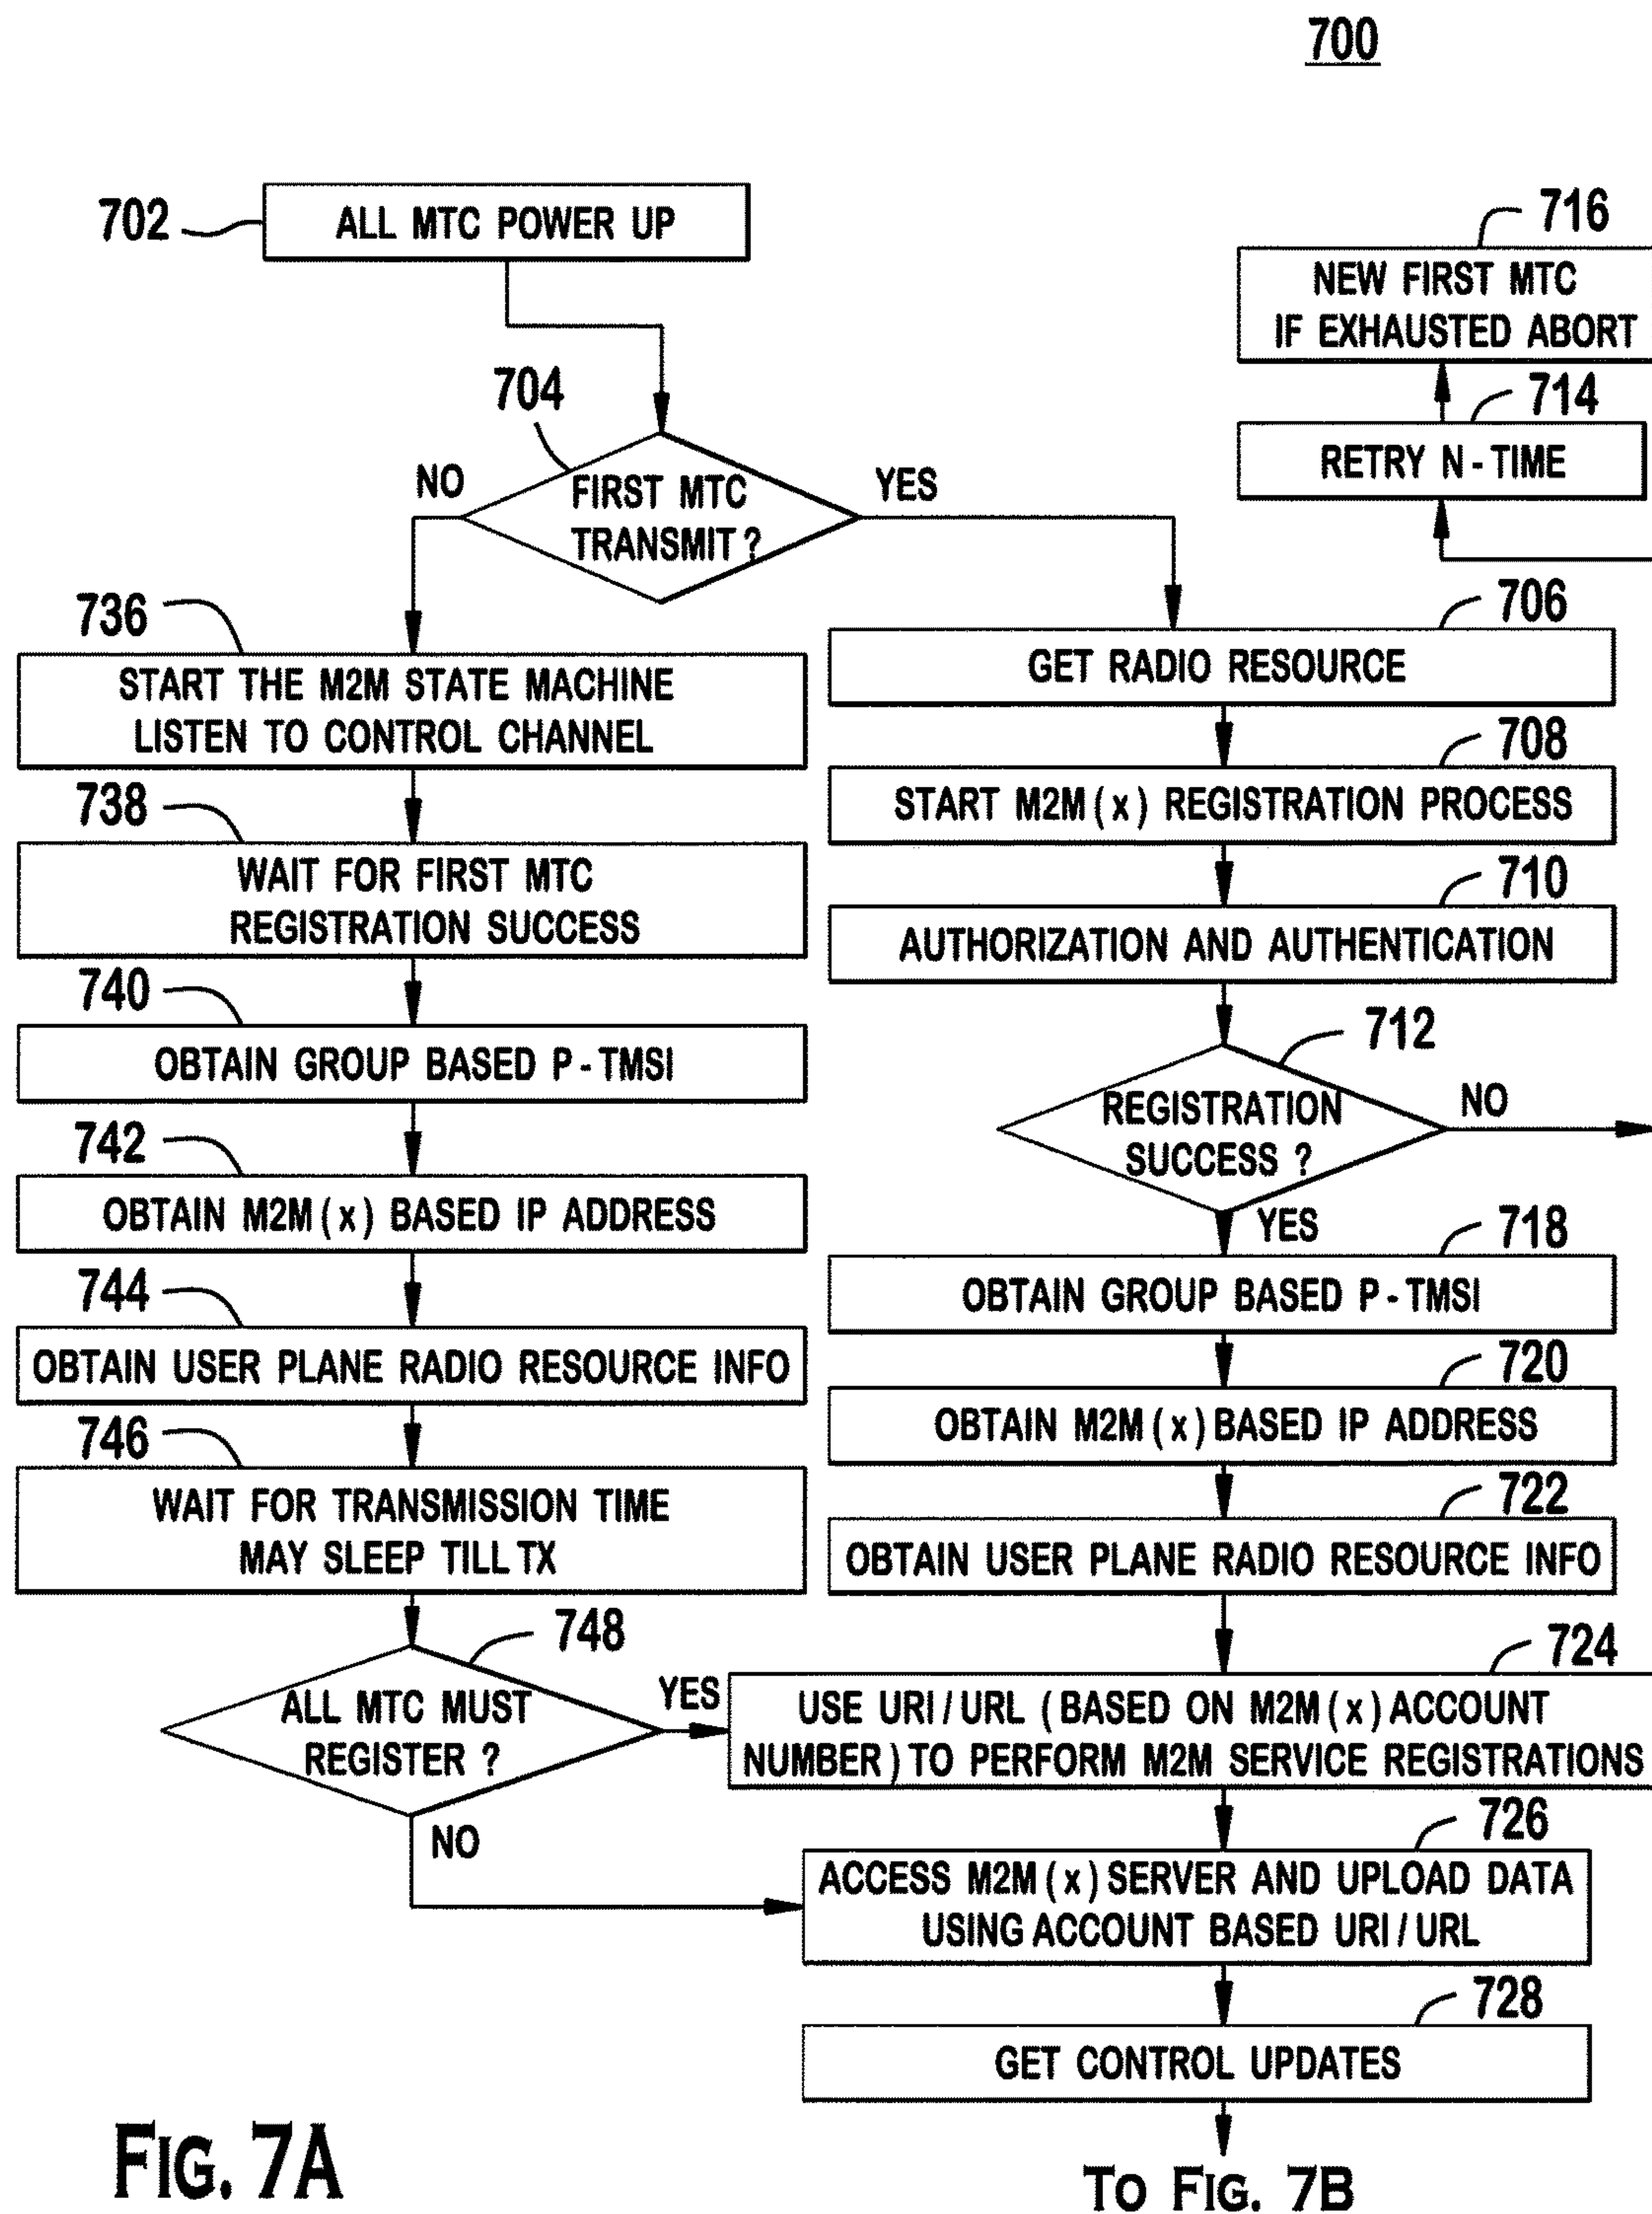 700
702
ALL MTC POWER UP
716
NEW FIRST MTC
IF EXHAUSTED ABORT
704
714
RETRY N-TIME
NO
FIRST MTC
TRANSMIT?
YES
736
START THE M2M STATE MACHINE
LISTEN TO CONTROL CHANNEL
738
WAIT FOR FIRST MTC
REGISTRATION SUCCESS
740
OBTAIN GROUP BASED P-TMSI
742
OBTAIN M2M(x) BASED IP ADDRESS
744
OBTAIN USER PLANE RADIO RESOURCE INFO
746
WAIT FOR TRANSMISSION TIME
MAY SLEEP TILL TX
748
ALL MTC MUST
REGISTER ?
YES
NO
706
GET RADIO RESOURCE
708
START M2M(x) REGISTRATION PROCESS
710
AUTHORIZATION AND AUTHENTICATION
712
REGISTRATION
SUCCESS ?
NO
YES
718
OBTAIN GROUP BASED P-TMSI
720
OBTAIN M2M(x) BASED IP ADDRESS
722
OBTAIN USER PLANE RADIO RESOURCE INFO
724
USE URI/URL (BASED ON M2M(x) ACCOUNT
NUMBER) TO PERFORM M2M SERVICE REGISTRATIONS
726
ACCESS M2M(x) SERVER AND UPLOAD DATA
USING ACCOUNT BASED URI/URL
728
GET CONTROL UPDATES
FIG. 7A
TO FIG. 7B